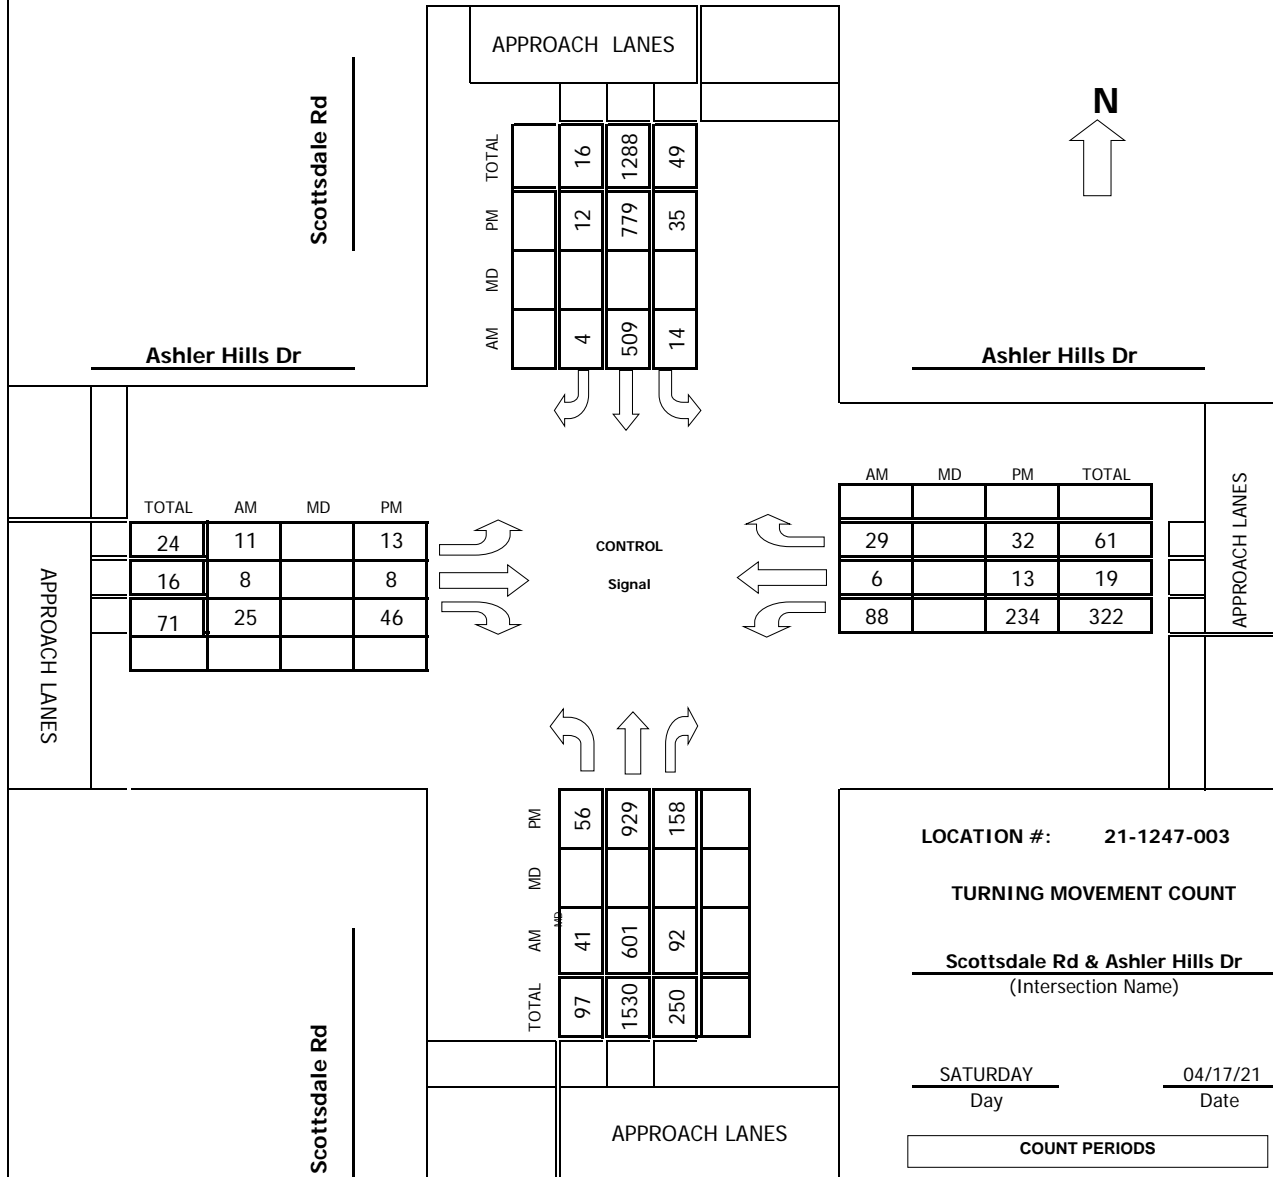 APPROACH LANES
N
Scottsdale Rd
TOTAL 16 1288 49
PM 12 779 35
MD
AM 4 509 14
Ashler Hills Dr
Ashler Hills Dr
TOTAL AM MD PM
24 11 13
16 8 8
71 25 46
APPROACH LANES
CONTROL
Signal
AM MD PM TOTAL
29 32 61
6 13 19
88 234 322
APPROACH LANES
PM 56 929 158
MD
MD
AM 41 601 92
TOTAL 97 1530 250
Scottsdale Rd
APPROACH LANES
LOCATION #: 21-1247-003
TURNING MOVEMENT COUNT
Scottsdale Rd & Ashler Hills Dr
(Intersection Name)
SATURDAY 04/17/21
Day Date
COUNT PERIODS